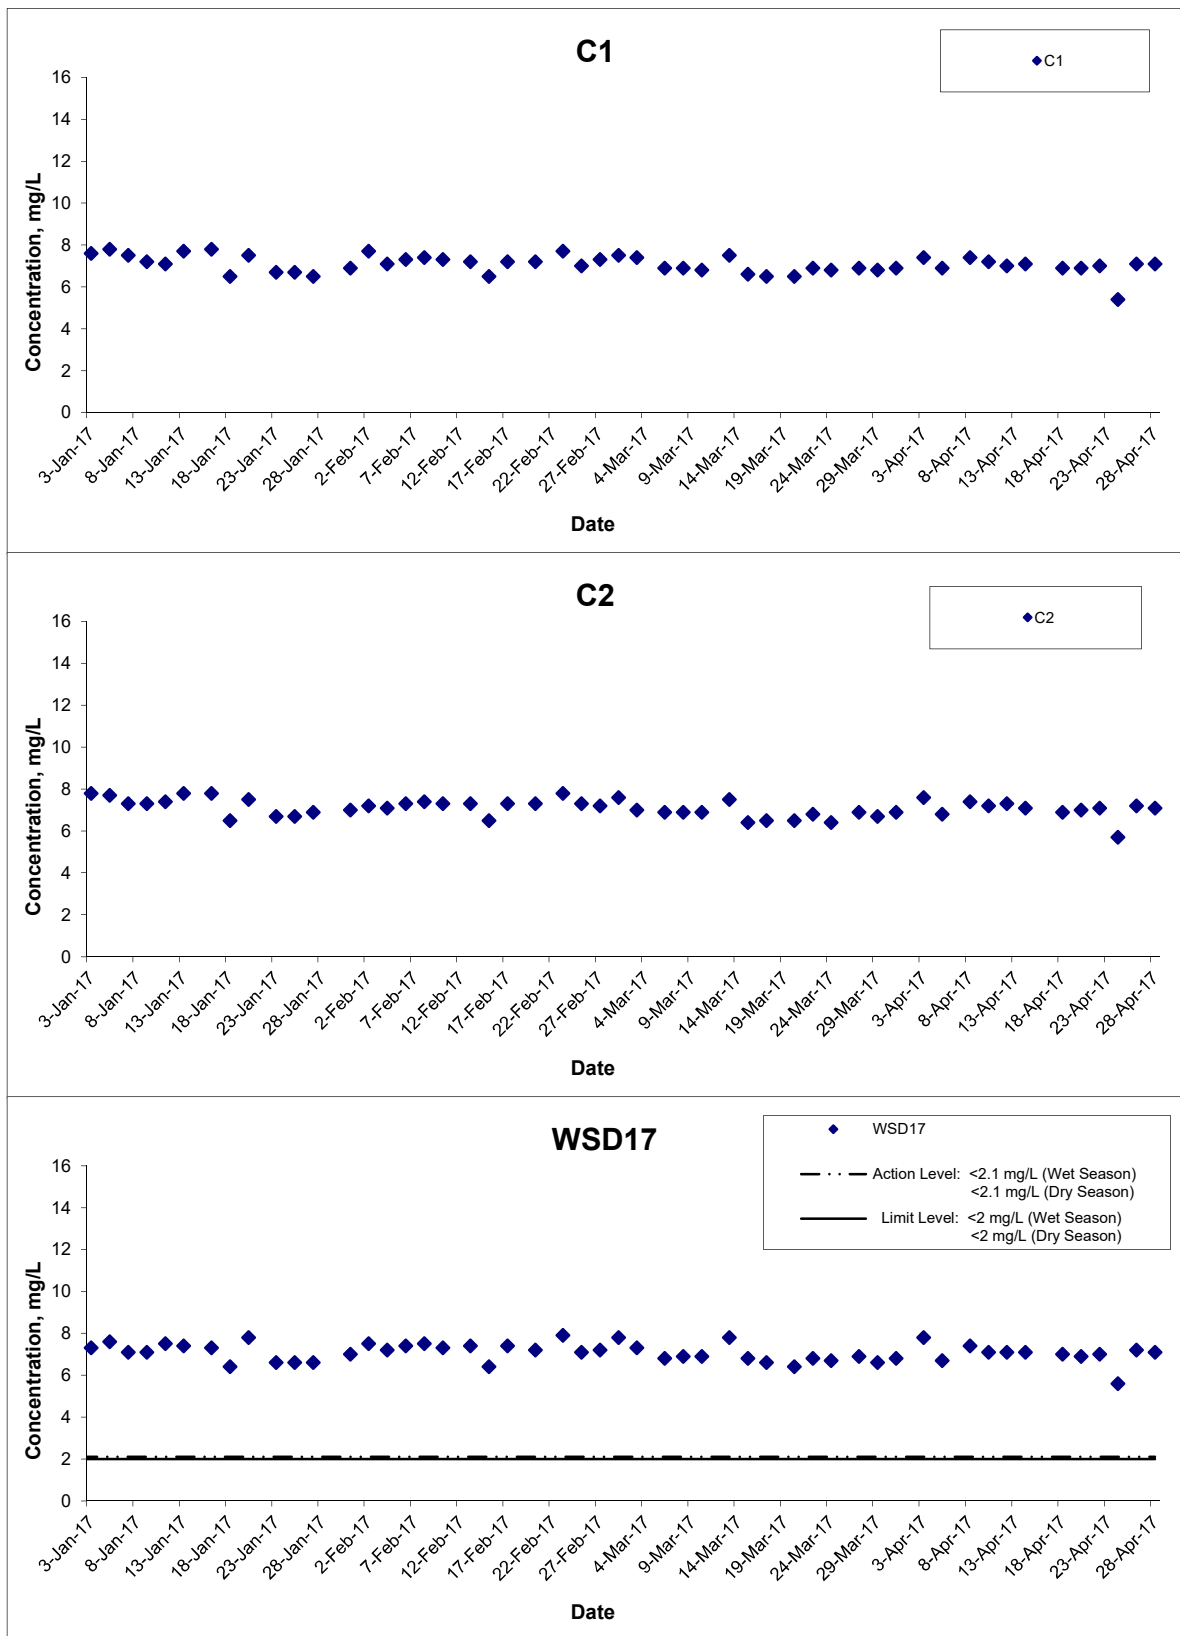 C1
C1
16
14
12
10
8
6
4
2
0
Concentration, mg/L
3-Jan-17
8-Jan-17
13-Jan-17
18-Jan-17
23-Jan-17
28-Jan-17
2-Feb-17
7-Feb-17
12-Feb-17
17-Feb-17
22-Feb-17
27-Feb-17
4-Mar-17
9-Mar-17
14-Mar-17
19-Mar-17
24-Mar-17
29-Mar-17
3-Apr-17
8-Apr-17
13-Apr-17
18-Apr-17
23-Apr-17
28-Apr-17
Date
C2
C2
16
14
12
10
8
6
4
2
0
Concentration, mg/L
3-Jan-17
8-Jan-17
13-Jan-17
18-Jan-17
23-Jan-17
28-Jan-17
2-Feb-17
7-Feb-17
12-Feb-17
17-Feb-17
22-Feb-17
27-Feb-17
4-Mar-17
9-Mar-17
14-Mar-17
19-Mar-17
24-Mar-17
29-Mar-17
3-Apr-17
8-Apr-17
13-Apr-17
18-Apr-17
23-Apr-17
28-Apr-17
Date
WSD17
WSD17
Action Level: <2.1 mg/L (Wet Season)
<2.1 mg/L (Dry Season)
Limit Level: <2 mg/L (Wet Season)
<2 mg/L (Dry Season)
16
14
12
10
8
6
4
2
0
Concentration, mg/L
3-Jan-17
8-Jan-17
13-Jan-17
18-Jan-17
23-Jan-17
28-Jan-17
2-Feb-17
7-Feb-17
12-Feb-17
17-Feb-17
22-Feb-17
27-Feb-17
4-Mar-17
9-Mar-17
14-Mar-17
19-Mar-17
24-Mar-17
29-Mar-17
3-Apr-17
8-Apr-17
13-Apr-17
18-Apr-17
23-Apr-17
28-Apr-17
Date